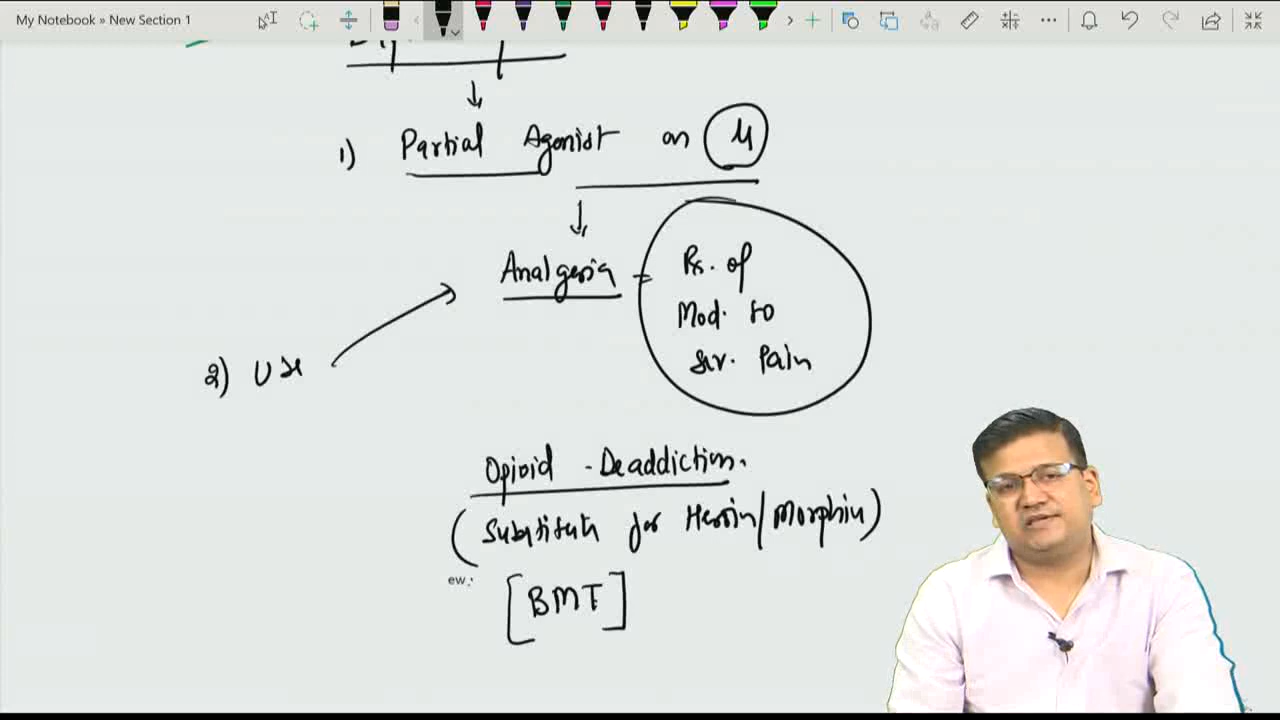 My Notebook » New Section 1
1) Partial Agonist on μ
Analgesia - Rx. of
Mod. to
Sev. Pain
2) Use
Opioid - Deaddiction.
(Substitute for Heroin/Morphine)
ew.
[BMT]